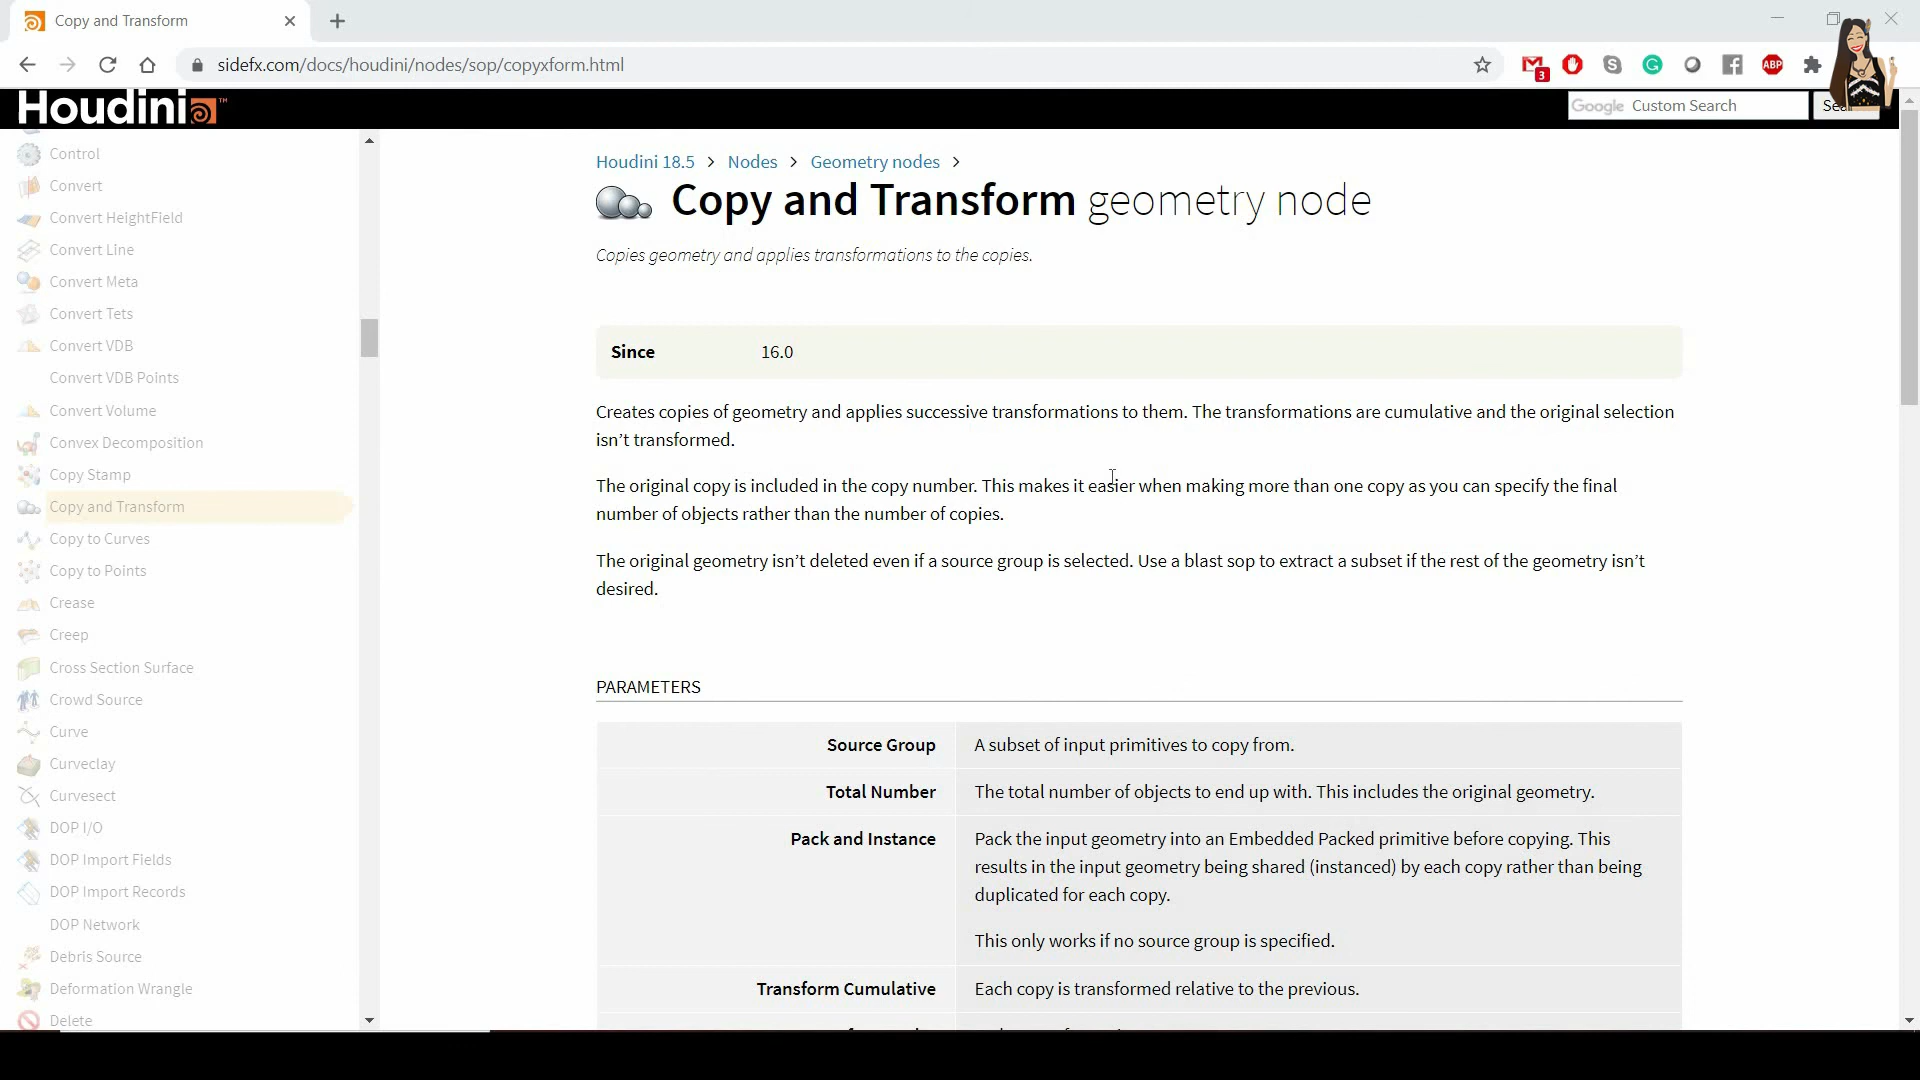 Copy and Transform
sidefx.com/docs/houdini/nodes/sop/copyxform.html
3
ABP
Houdini™
Google Custom Search
Control
Convert
Convert HeightField
Convert Line
Convert Meta
Convert Tets
Convert VDB
Convert VDB Points
Convert Volume
Convex Decomposition
Copy Stamp
Copy and Transform
Copy to Curves
Copy to Points
Crease
Creep
Cross Section Surface
Crowd Source
Curve
Curveclay
Curvesect
DOP I/O
DOP Import Fields
DOP Import Records
DOP Network
Debris Source
Deformation Wrangle
Delete
Houdini 18.5 > Nodes > Geometry nodes >
Copy and Transform geometry node
Copies geometry and applies transformations to the copies.
Since 16.0
Creates copies of geometry and applies successive transformations to them. The transformations are cumulative and the original selection
isn’t transformed.
The original copy is included in the copy number. This makes it easier when making more than one copy as you can specify the final
number of objects rather than the number of copies.
The original geometry isn’t deleted even if a source group is selected. Use a blast sop to extract a subset if the rest of the geometry isn’t
desired.
PARAMETERS
Source Group A subset of input primitives to copy from.
Total Number The total number of objects to end up with. This includes the original geometry.
Pack and Instance Pack the input geometry into an Embedded Packed primitive before copying. This
results in the input geometry being shared (instanced) by each copy rather than being
duplicated for each copy.
This only works if no source group is specified.
Transform Cumulative Each copy is transformed relative to the previous.